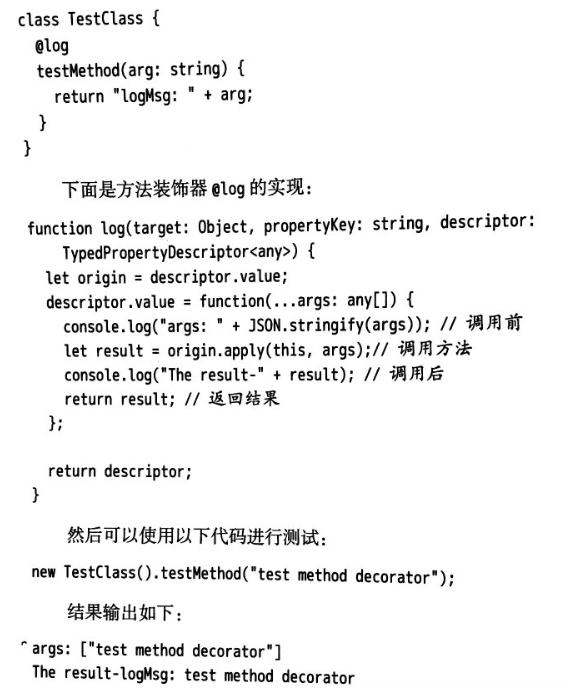 class TestClass {
@log
testMethod(arg: string) {
return "logMsg: " + arg;
}
}
下面是方法装饰器@log的实现:
function log(target: Object, propertyKey: string, descriptor:
TypedPropertyDescriptor<any>) {
let origin = descriptor.value;
descriptor.value = function(...args: any[]) {
console.log("args: " + JSON.stringify(args)); // 调用前
let result = origin.apply(this, args);// 调用方法
console.log("The result-" + result); // 调用后
return result; // 返回结果
};
return descriptor;
}
然后可以使用以下代码进行测试:
new TestClass().testMethod("test method decorator");
结果输出如下:
args: ["test method decorator"]
The result-logMsg: test method decorator